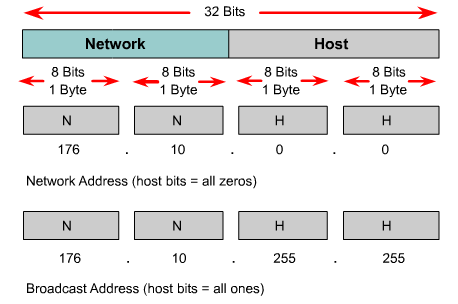 32 Bits
Network Host
8 Bits 8 Bits 8 Bits 8 Bits
1 Byte 1 Byte 1 Byte 1 Byte
N N H H
176 . 10 . 0 . 0
Network Address (host bits = all zeros)
N N H H
176 . 10 . 255 . 255
Broadcast Address (host bits = all ones)